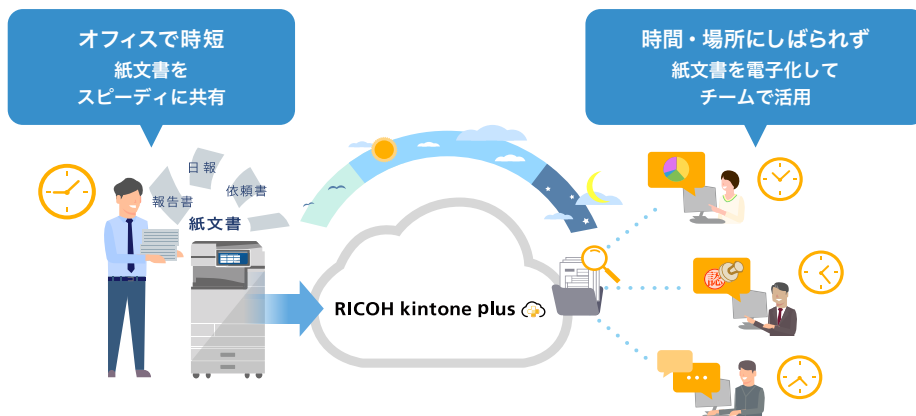 オフィスで時短
紙文書を
スピーディに共有
時間・場所にしばられず
紙文書を電子化して
チームで活用
日報
依頼書
報告書
紙文書
RICOH kintone plus
認